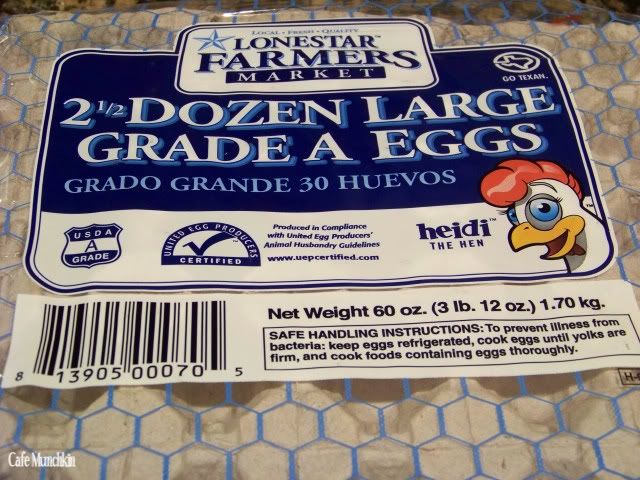 LOCAL • FRESH • QUALITY
LONESTAR™
FARMERS
MARKET
GO TEXAN.
2 1/2 DOZEN LARGE
GRADE A EGGS
GRADO GRANDE 30 HUEVOS
USDA
A
GRADE
UNITED EGG PRODUCERS
CERTIFIED
Produced in Compliance
with United Egg Producers'
Animal Husbandry Guidelines
www.uepcertified.com
heidi™
THE HEN
Net Weight 60 oz. (3 lb. 12 oz.) 1.70 kg.
SAFE HANDLING INSTRUCTIONS: To prevent illness from
bacteria: keep eggs refrigerated, cook eggs until yolks are
firm, and cook foods containing eggs thoroughly.
8 13905 00070 5
Cafe Munchkin